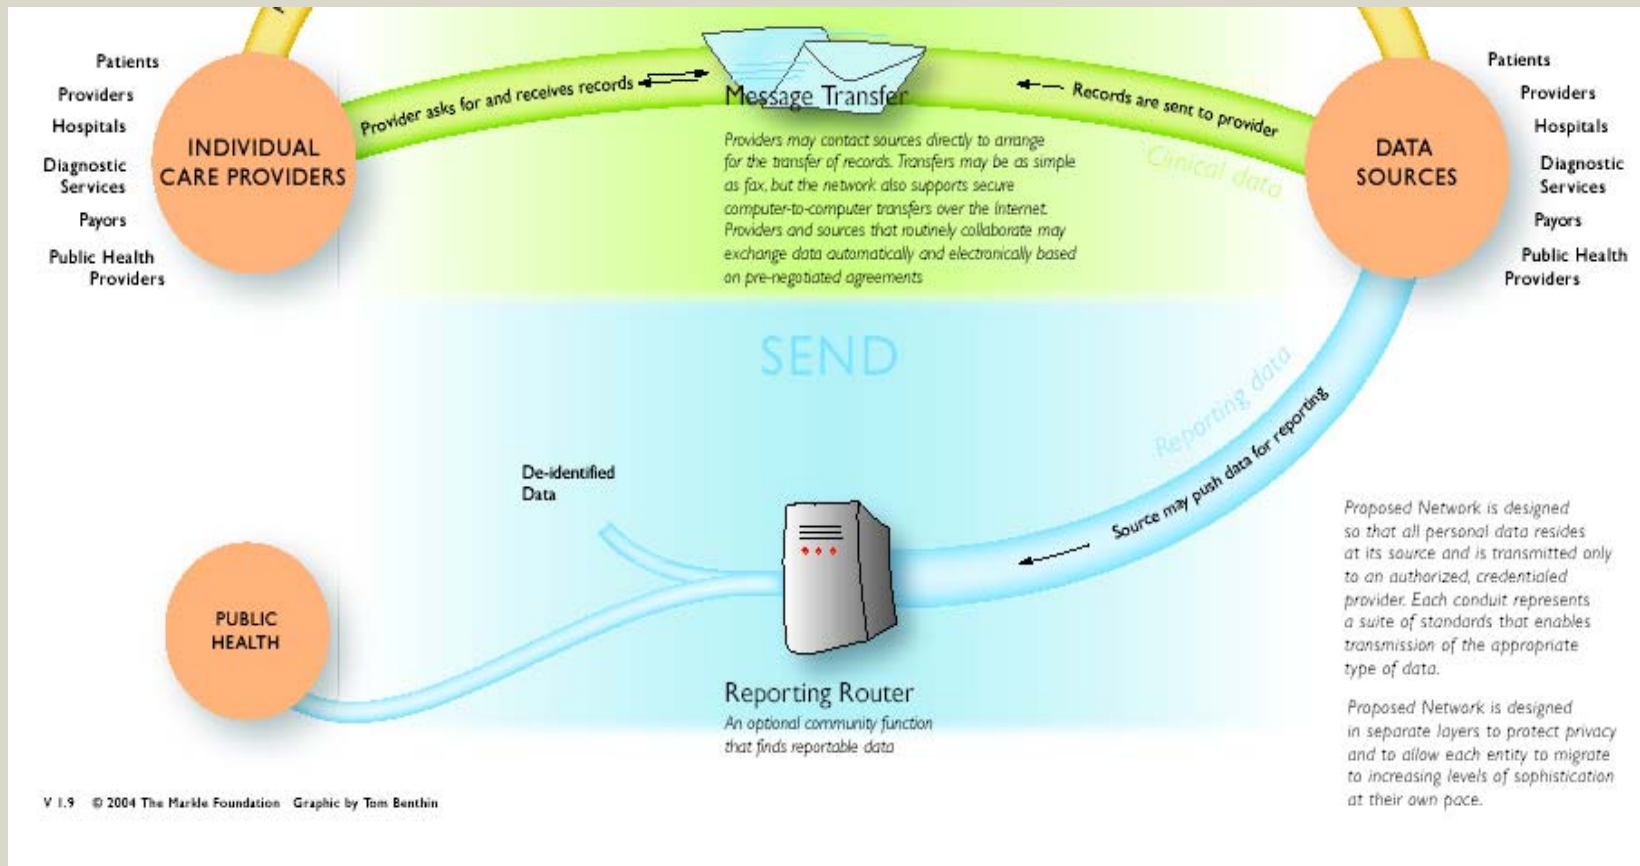 Patients
Providers
Hospitals
Diagnostic
Services
Payors
Public Health
Providers
INDIVIDUAL
CARE PROVIDERS
Provider asks for and receives records
Message Transfer
Providers may contact sources directly to arrange
for the transfer of records. Transfers may be as simple
as fax, but the network also supports secure
computer-to-computer transfers over the Internet.
Providers and sources that routinely collaborate may
exchange data automatically and electronically based
on pre-negotiated agreements
Records are sent to provider
Clinical data
DATA
SOURCES
Patients
Providers
Hospitals
Diagnostic
Services
Payors
Public Health
Providers
SEND
Reporting data
Source may push data for reporting
De-identified
Data
PUBLIC
HEALTH
Reporting Router
An optional community function
that finds reportable data
Proposed Network is designed
so that all personal data resides
at its source and is transmitted only
to an authorized, credentialed
provider. Each conduit represents
a suite of standards that enables
transmission of the appropriate
type of data.
Proposed Network is designed
in separate layers to protect privacy
and to allow each entity to migrate
to increasing levels of sophistication
at their own pace.
V 1.9 © 2004 The Markle Foundation Graphic by Tom Benthin